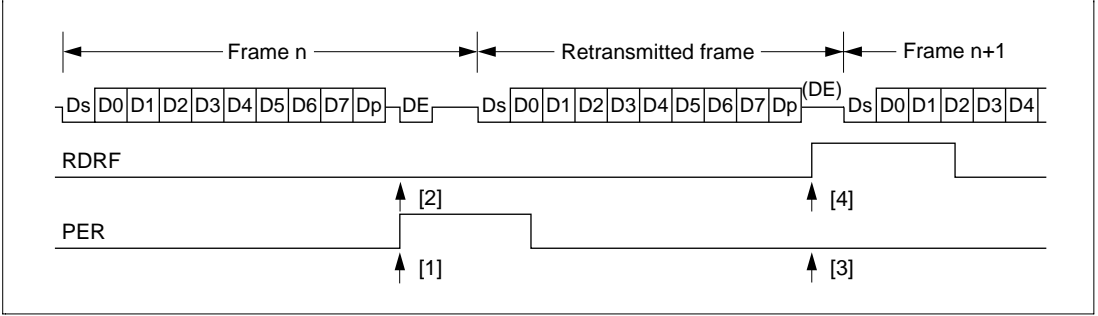 Frame n Retransmitted frame Frame n+1
Ds D0 D1 D2 D3 D4 D5 D6 D7 Dp DE Ds D0 D1 D2 D3 D4 D5 D6 D7 Dp (DE) Ds D0 D1 D2 D3 D4
RDRF
[2] [4]
PER
[1] [3]